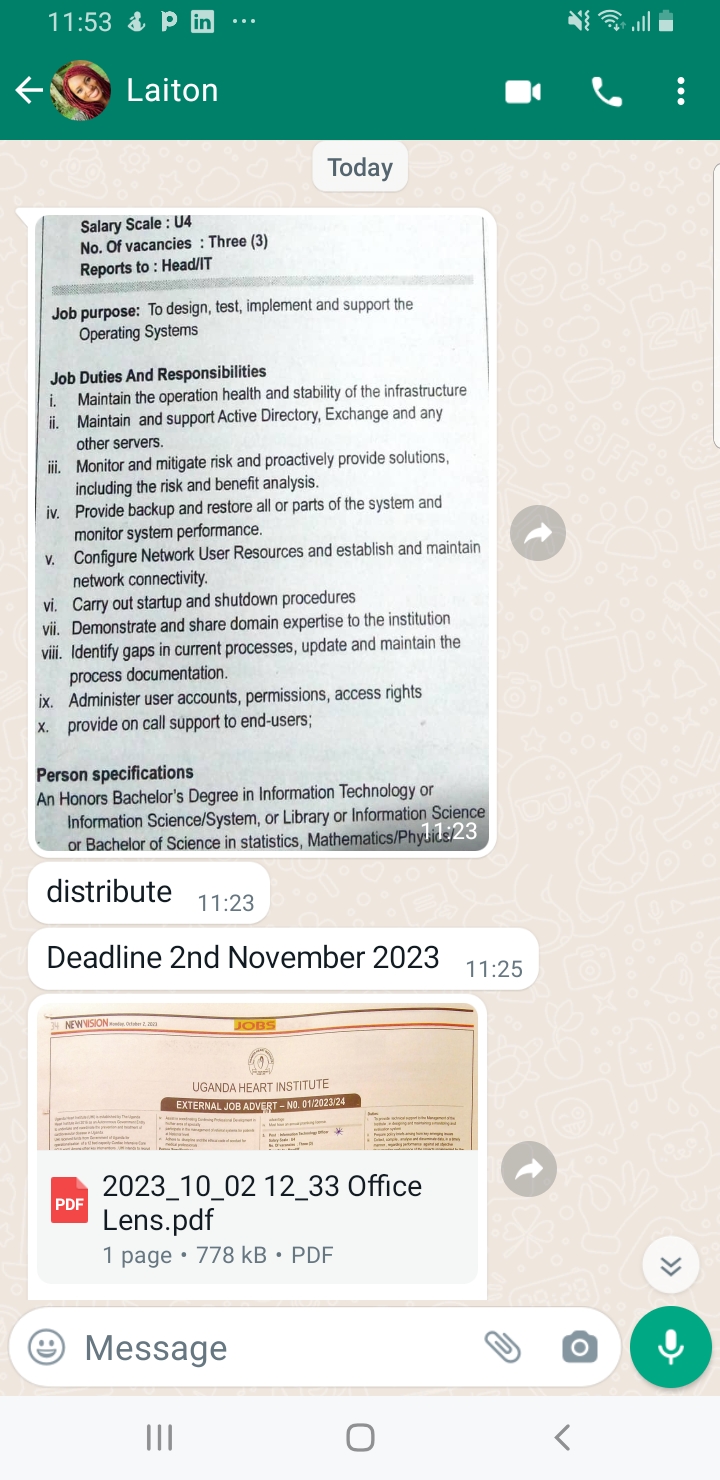 11:53
Laiton
Today
Salary Scale : U4
No. Of vacancies : Three (3)
Reports to : Head/IT
Job purpose: To design, test, implement and support the
Operating Systems
Job Duties And Responsibilities
i. Maintain the operation health and stability of the infrastructure
ii. Maintain and support Active Directory, Exchange and any
other servers.
iii. Monitor and mitigate risk and proactively provide solutions,
including the risk and benefit analysis.
iv. Provide backup and restore all or parts of the system and
monitor system performance.
v. Configure Network User Resources and establish and maintain
network connectivity.
vi. Carry out startup and shutdown procedures
vii. Demonstrate and share domain expertise to the institution
viii. Identify gaps in current processes, update and maintain the
process documentation.
ix. Administer user accounts, permissions, access rights
x. provide on call support to end-users;
Person specifications
An Honors Bachelor's Degree in Information Technology or
Information Science/System, or Library or Information Science
or Bachelor of Science in statistics, Mathematics/Physics/
11:23
distribute 11:23
Deadline 2nd November 2023 11:25
34 NEW VISION Monday, October 2, 2023 JOBS
UGANDA HEART INSTITUTE
EXTERNAL JOB ADVERT – N0. 01/2023/24
PDF
2023_10_02 12_33 Office
Lens.pdf
1 page • 778 kB • PDF
Message